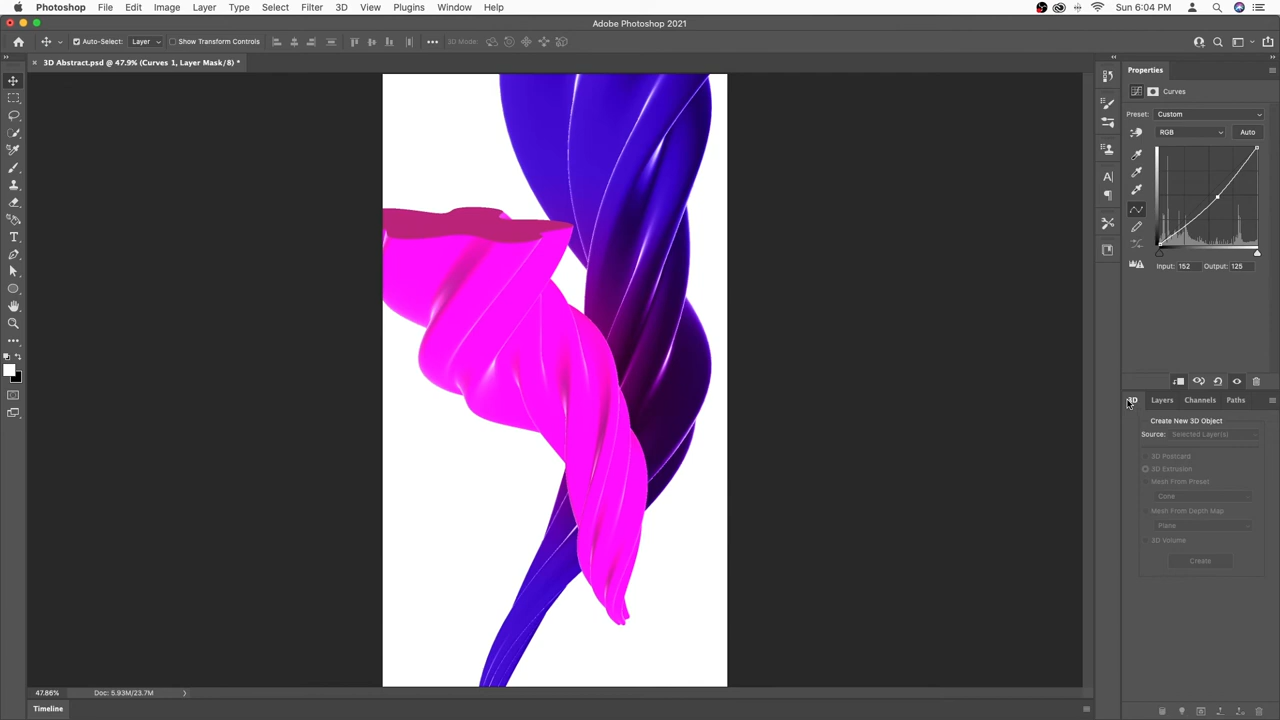 Photoshop File Edit Image Layer Type Select Filter 3D View Plugins Window Help Sun 6:04 PM
Adobe Photoshop 2021
Auto-Select: Layer Show Transform Controls 3D Mode:
3D Abstract.psd @ 47.9% (Curves 1, Layer Mask/8) *
Properties
Curves
Preset: Custom
RGB Auto
Input: 152 Output: 125
3D Layers Channels Paths
Create New 3D Object
Source: Selected Layer(s)
3D Postcard
3D Extrusion
Mesh From Preset
Cone
Mesh From Depth Map
Plane
3D Volume
Create
47.86% Doc: 5.93M/23.7M
Timeline